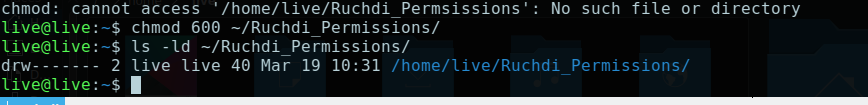 chmod: cannot access '/home/live/Ruchdi_Permsissions': No such file or directory
live@live:~$ chmod 600 ~/Ruchdi_Permissions/
live@live:~$ ls -ld ~/Ruchdi_Permissions/
drw------- 2 live live 40 Mar 19 10:31 /home/live/Ruchdi_Permissions/
live@live:~$